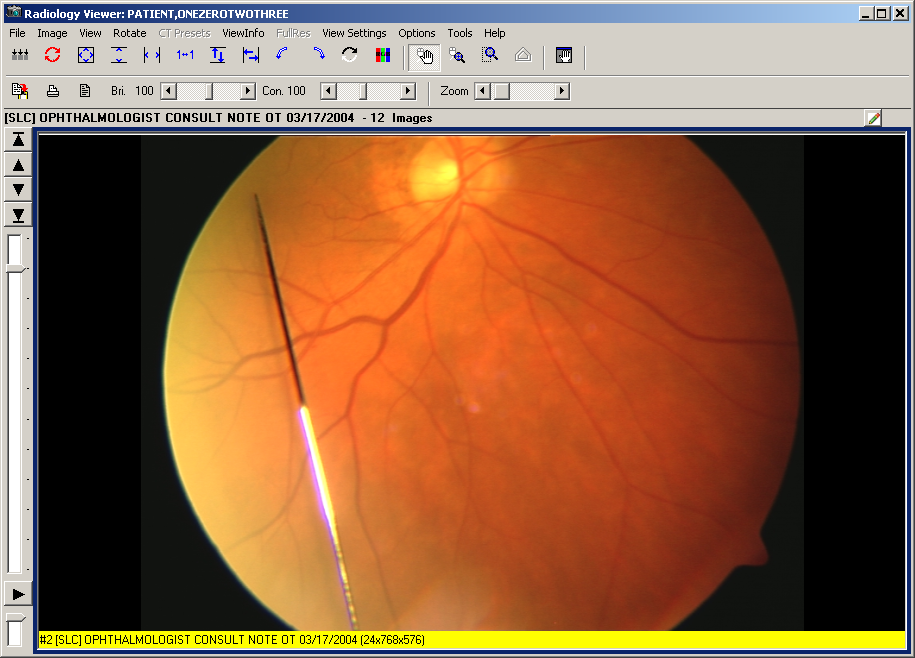 Radiology Viewer: PATIENT,ONEZEROTWOTHREE
File Image View Rotate CT Presets ViewInfo FullRes View Settings Options Tools Help
1↔1
Bri. 100 Con. 100 Zoom
[SLC] OPHTHALMOLOGIST CONSULT NOTE OT 03/17/2004 - 12 Images
#2 [SLC] OPHTHALMOLOGIST CONSULT NOTE OT 03/17/2004 (24x768x576)